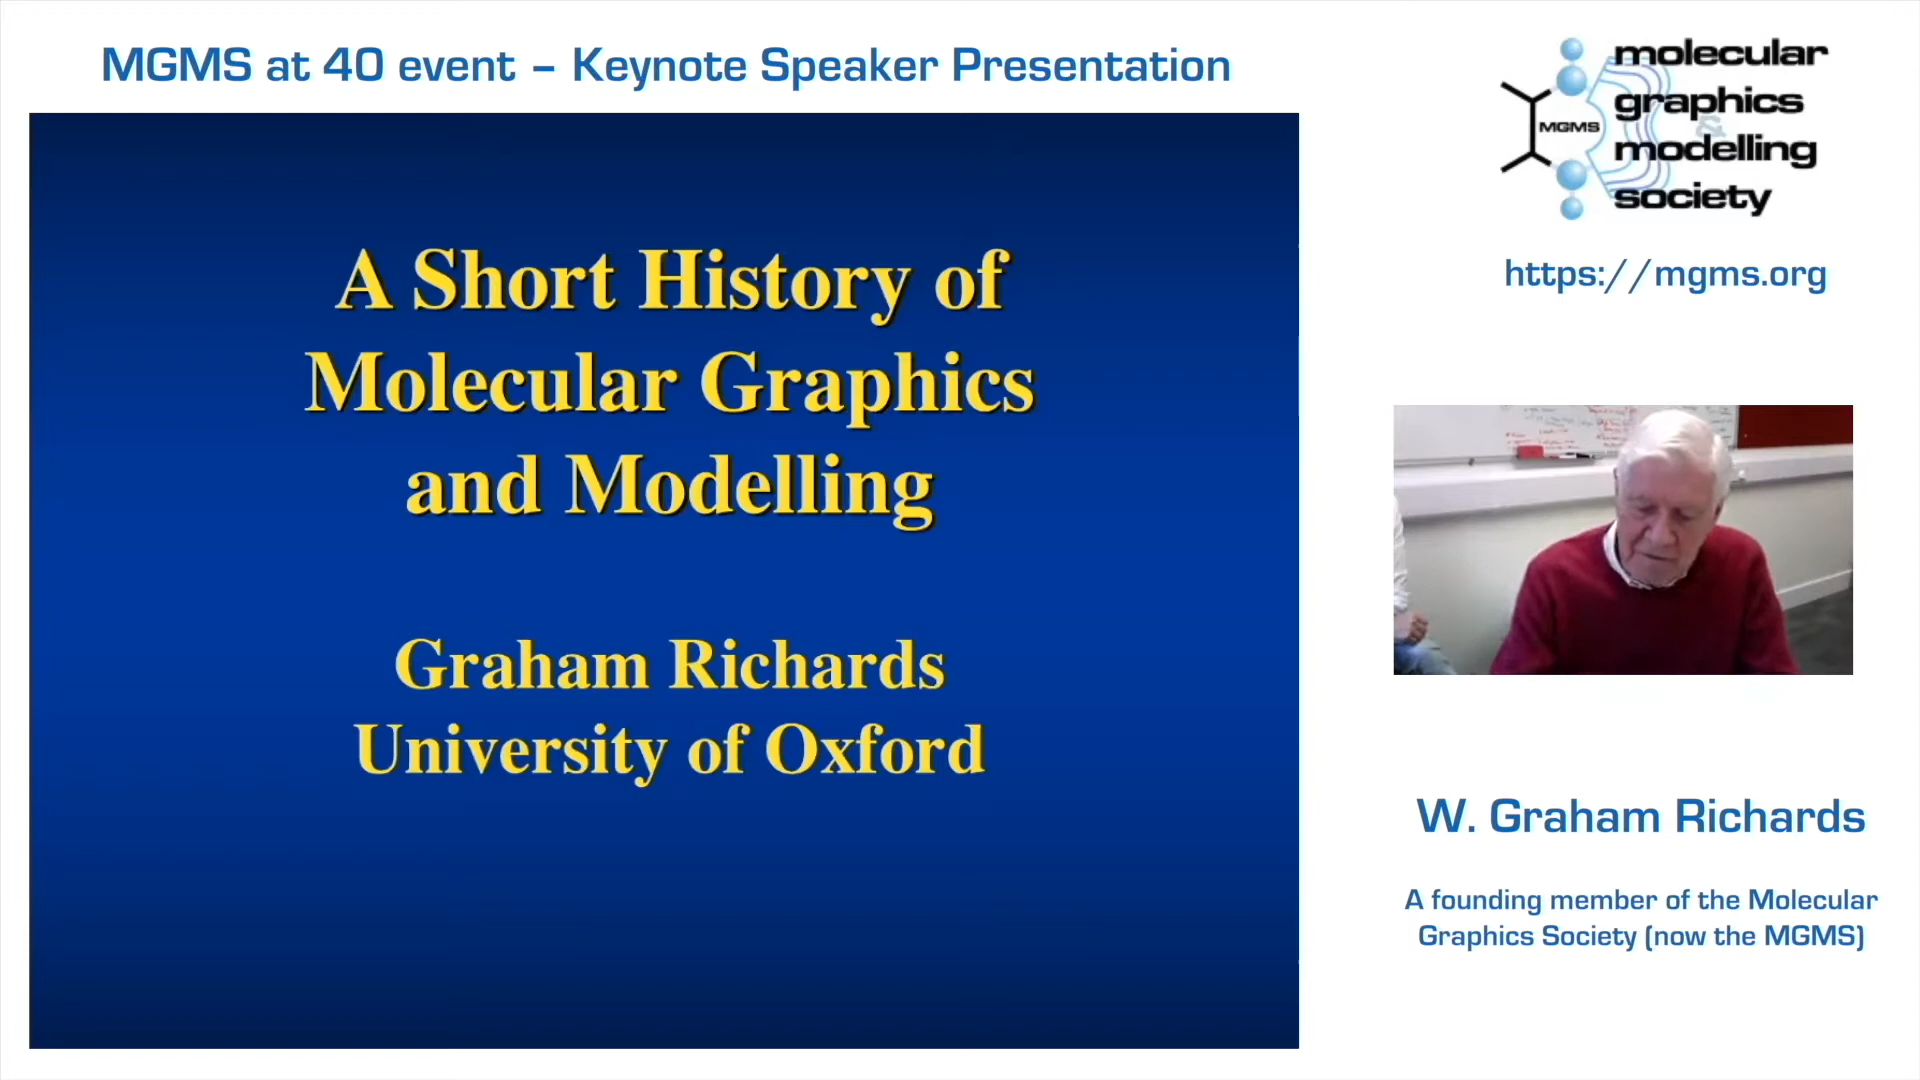 MGMS at 40 event – Keynote Speaker Presentation
A Short History of
Molecular Graphics
and Modelling
Graham Richards
University of Oxford
MGMS
molecular
graphics
&
modelling
society
https://mgms.org
W. Graham Richards
A founding member of the Molecular
Graphics Society (now the MGMS)